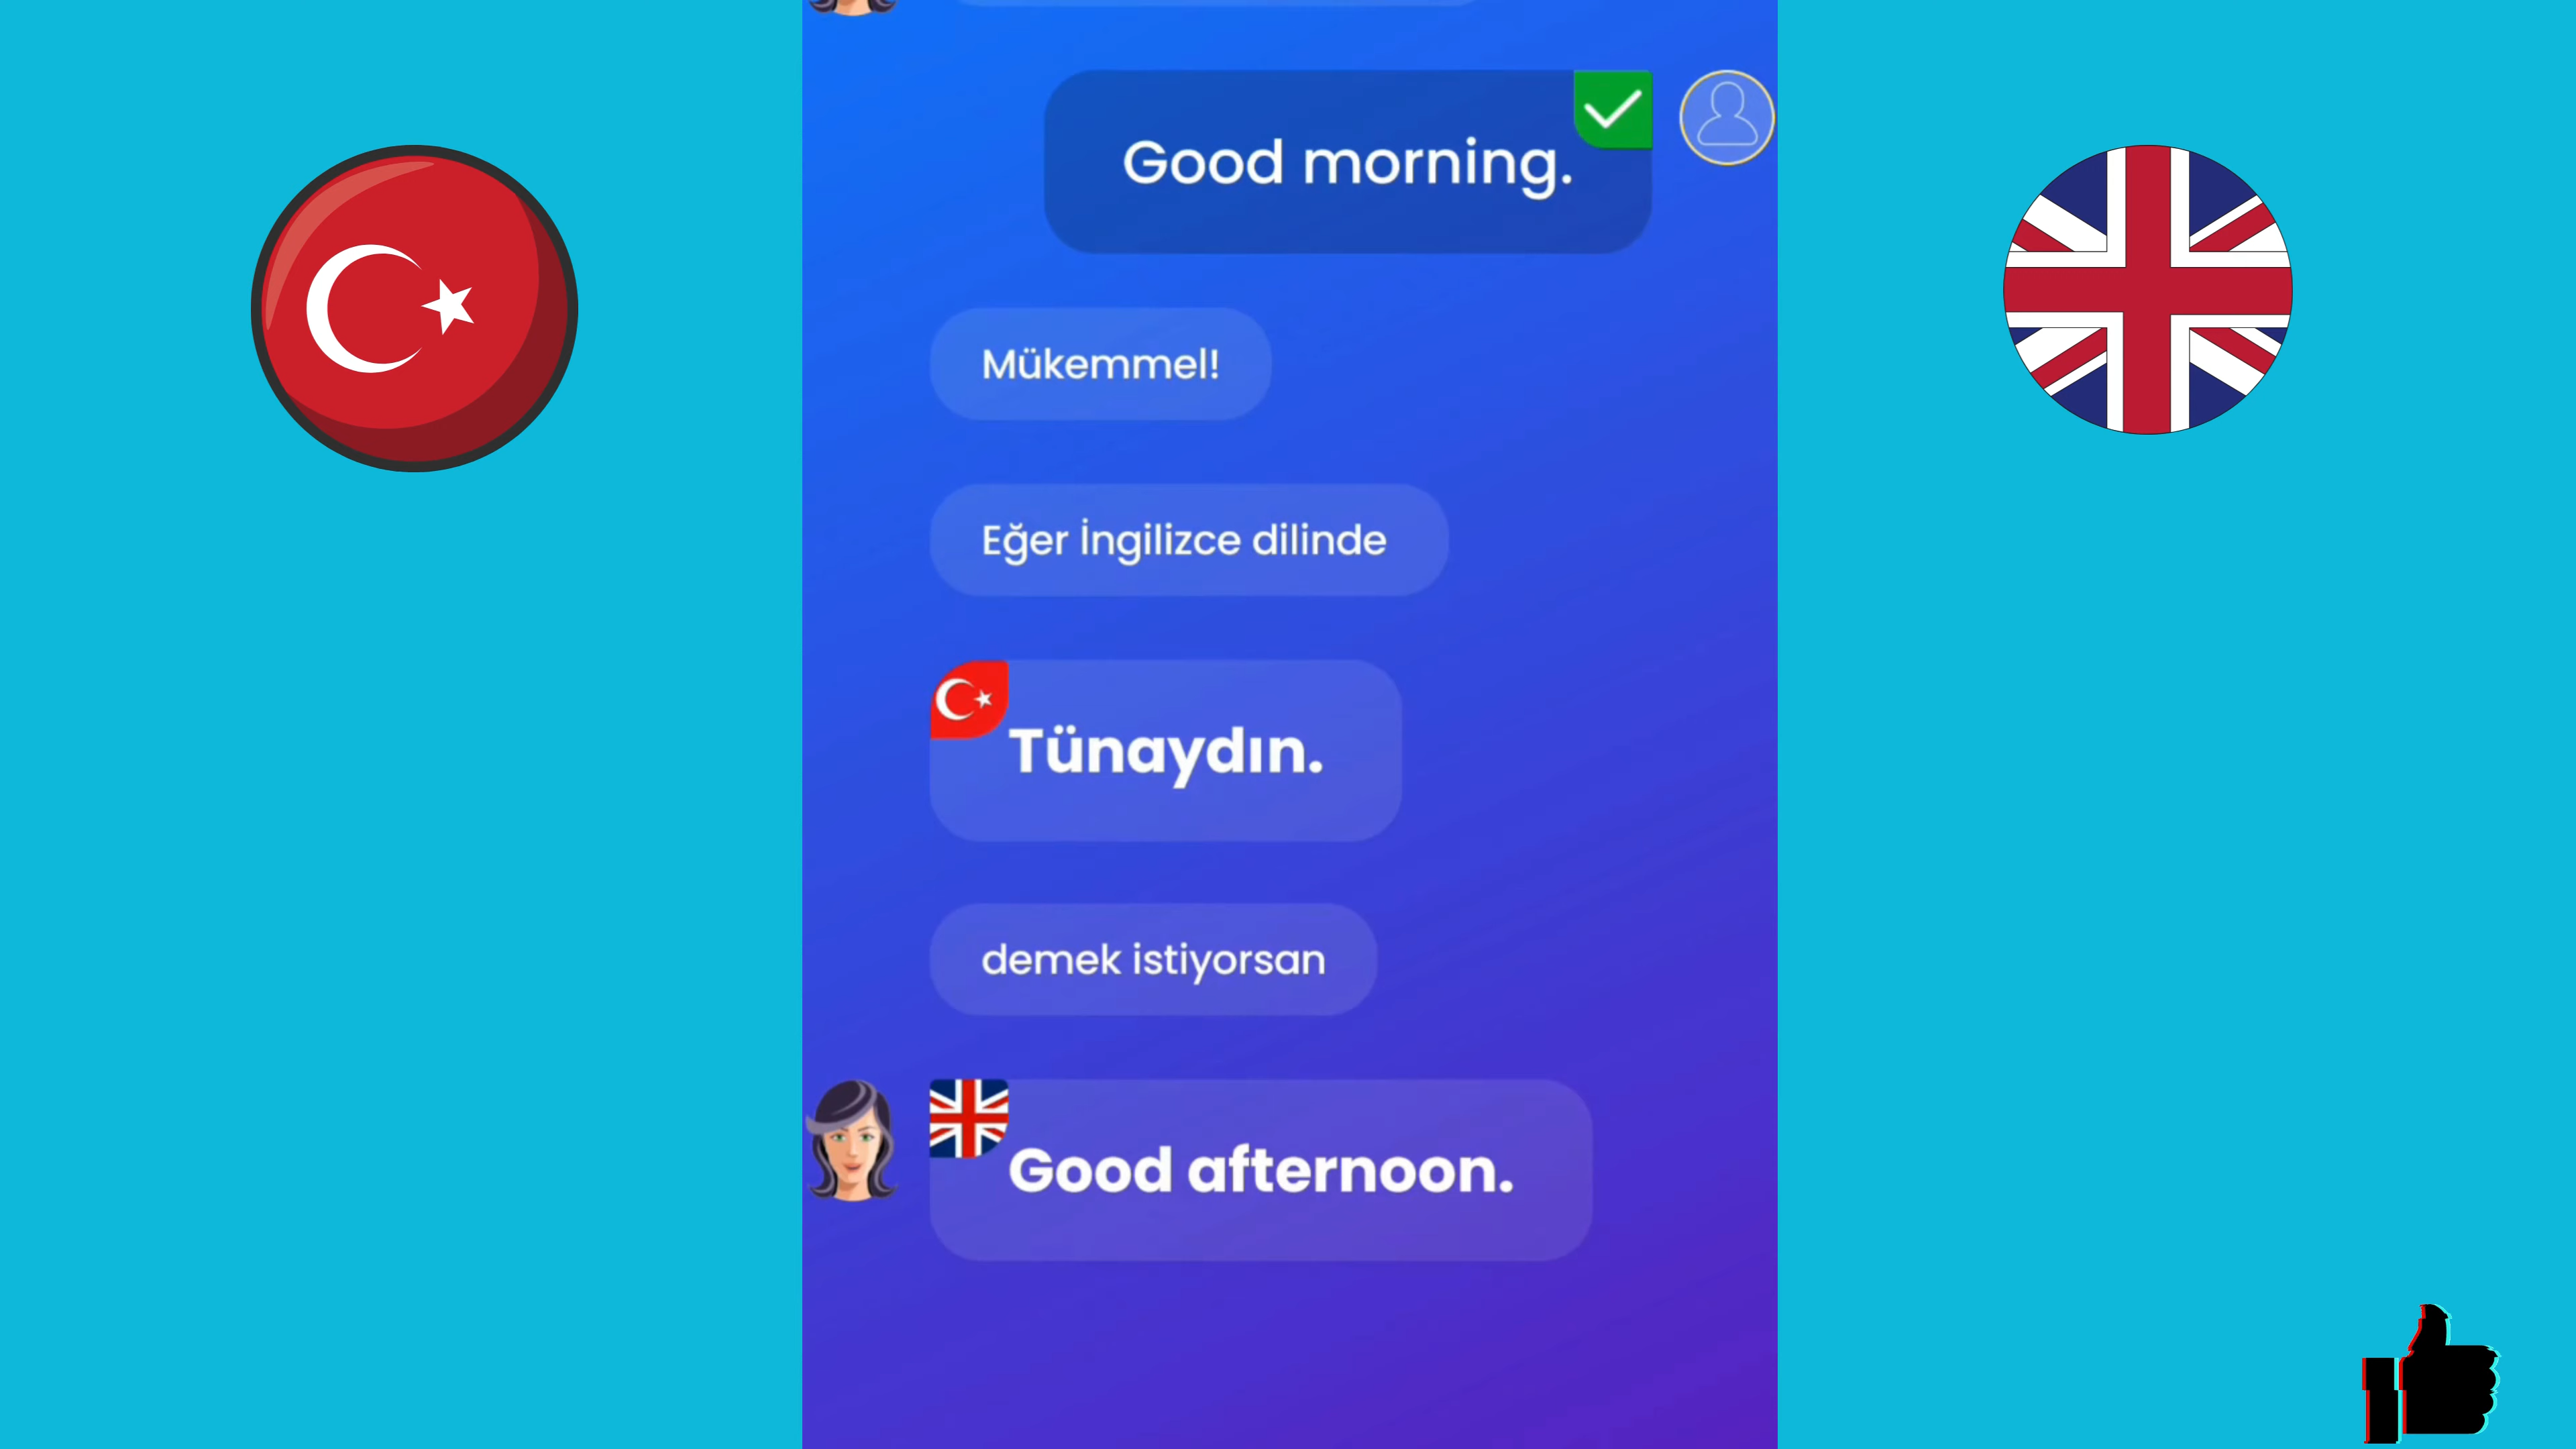 Good morning.
Mükemmel!
Eğer İngilizce dilinde
Tünaydın.
demek istiyorsan
Good afternoon.